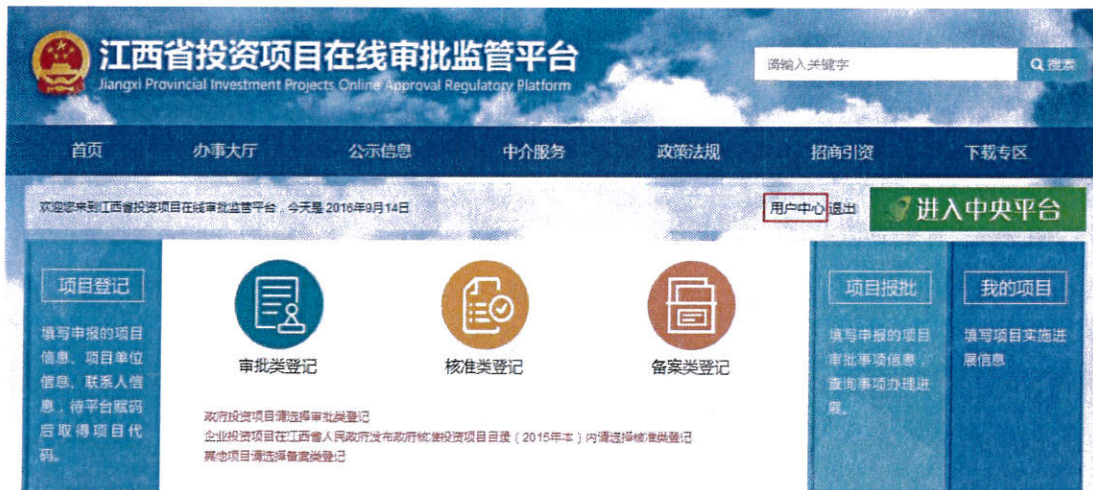 江西省投资项目在线审批监管平台
Jiangxi Provincial Investment Projects Online Approval Regulatory Platform
请输入关键字
搜索
首页 办事大厅 公示信息 中介服务 政策法规 招商引资 下载专区
欢迎您来到江西省投资项目在线审批监管平台，今天是 2016年9月14日
用户中心 退出
进入中央平台
项目登记
填写申报的项目
信息、项目单位
信息、联系人信
息，待平台赋码
后取得项目代
码。
审批类登记
核准类登记
备案类登记
政府投资项目请选择审批类登记
企业投资项目在江西省人民政府发布政府核准投资项目目录（2015年本）内请选择核准类登记
其他项目请选择备案类登记
项目报批
填写申报的项目
审批事项信息，
查询事项办理进
展。
我的项目
填写项目实施进
展信息